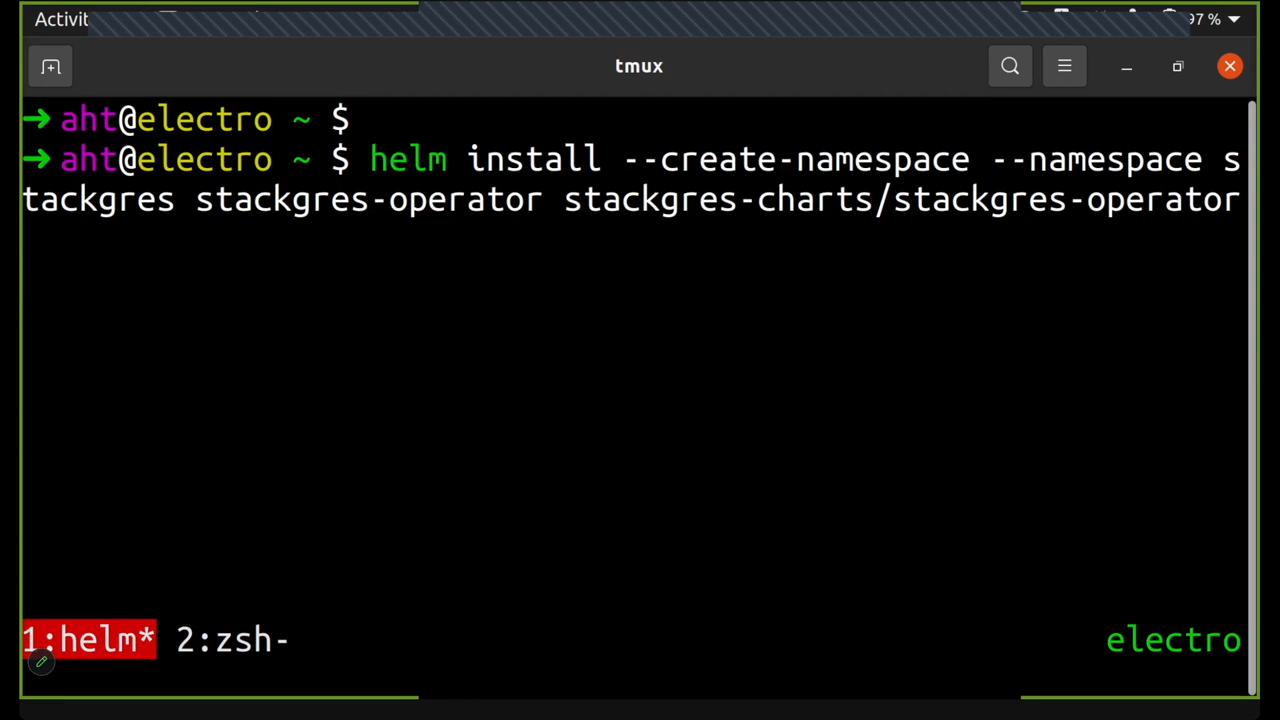 Activit
97 %
tmux
➜ aht@electro ~ $
➜ aht@electro ~ $ helm install --create-namespace --namespace s
tackgres stackgres-operator stackgres-charts/stackgres-operator
1:helm* 2:zsh-
electro